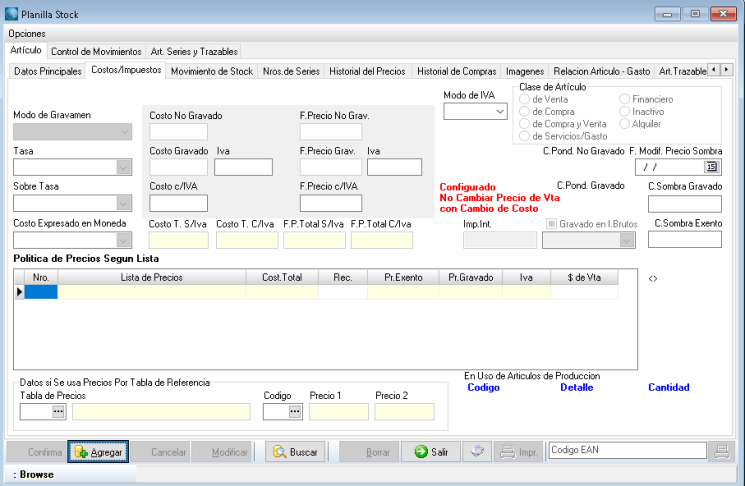 Planilla Stock
Opciones
Artículo Control de Movimientos Art. Series y Trazables
Datos Principales Costos/Impuestos Movimiento de Stock Nros.de Series Historial del Precios Historial de Compras Imagenes Relacion Articulo - Gasto Art.Trazable
Modo de Gravamen
Costo No Gravado F.Precio No Grav.
Modo de IVA
Clase de Artículo
de Venta Financiero
de Compra Inactivo
de Compra y Venta Alquiler
de Servicios/Gasto
Tasa
Costo Gravado Iva F.Precio Grav. Iva
C.Pond. No Gravado F. Modif. Precio Sombra
/ / 15
Sobre Tasa
Costo c/IVA F.Precio c/IVA
Configurado
No Cambiar Precio de Vta
con Cambio de Costo
C.Pond. Gravado C.Sombra Gravado
Costo Expresado en Moneda Costo T. S/Iva Costo T. C/Iva F.P.Total S/Iva F.P.Total C/Iva
Imp.Int. Gravado en I.Brutos C.Sombra Exento
Política de Precios Segun Lista
Nro. Lista de Precios Cost.Total Rec. Pr.Exento Pr.Gravado Iva $ de Vta <>
Datos si Se usa Precios Por Tabla de Referencia
Tabla de Precios Codigo Precio 1 Precio 2
En Uso de Articulos de Produccion
Codigo Detalle Cantidad
Confirma Agregar Cancelar Modificar Buscar Borrar Salir Impr. Codigo EAN
: Browse